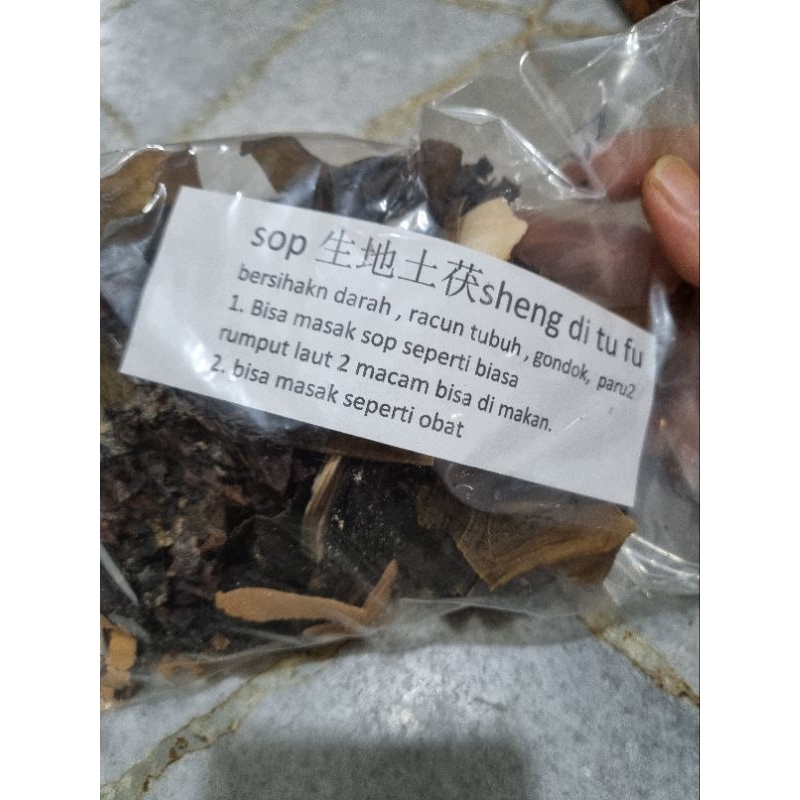 sop 生地土茯sheng di tu fu
bersihakn darah , racun tubuh , gondok, paru2
1. Bisa masak sop seperti biasa
rumput laut 2 macam bisa di makan.
2. bisa masak seperti obat